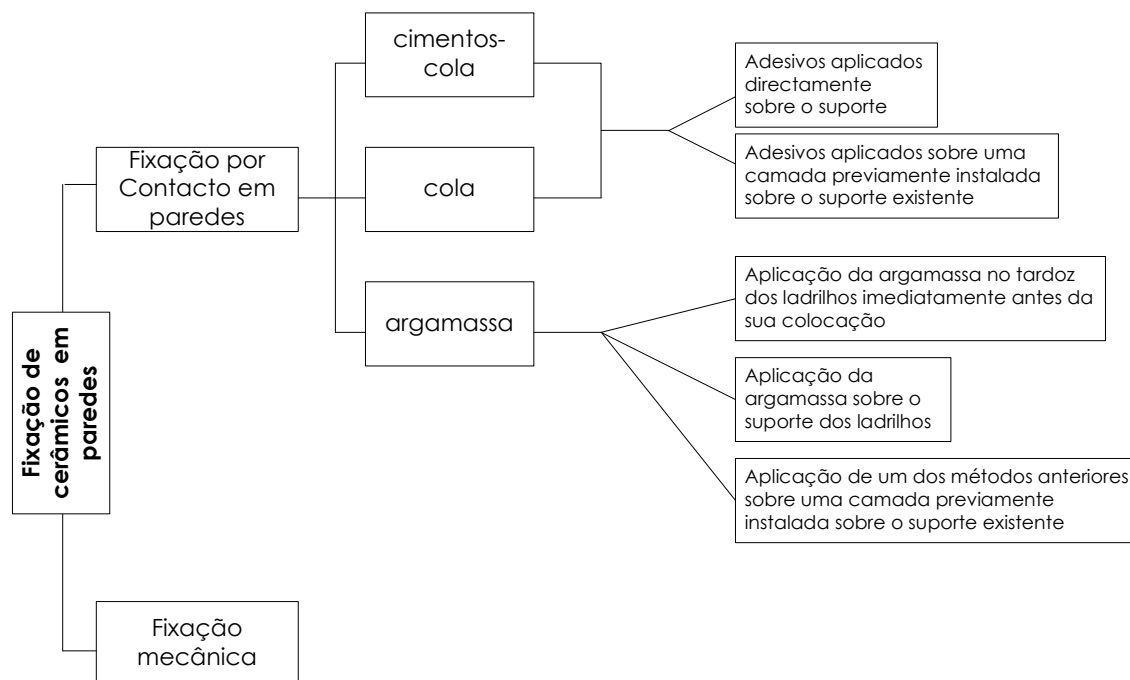 Fixação de
cerâmicos em
paredes
Fixação por
Contacto em
paredes
cimentos-
cola
cola
argamassa
Adesivos aplicados
directamente
sobre o suporte
Adesivos aplicados sobre uma
camada previamente instalada
sobre o suporte existente
Aplicação da argamassa no tardoz
dos ladrilhos imediatamente antes da
sua colocação
Aplicação da
argamassa sobre o
suporte dos ladrilhos
Aplicação de um dos métodos anteriores
sobre uma camada previamente
instalada sobre o suporte existente
Fixação
mecânica